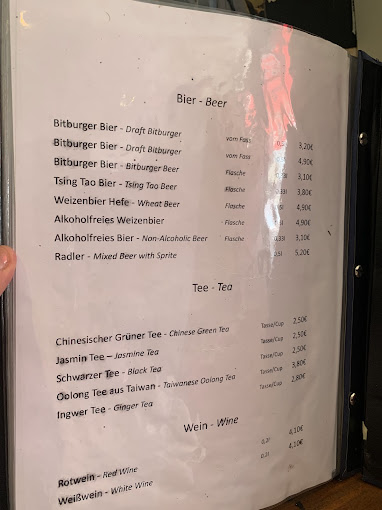 Bier - Beer
Bitburger Bier - Draft Bitburger vom Fass 3,20€
Bitburger Bier - Draft Bitburger vom Fass 4,90€
Bitburger Bier - Bitburger Beer Flasche 3,10€
Tsing Tao Bier - Tsing Tao Beer Flasche 3,80€
Weizenbier Hefe - Wheat Beer Flasche 4,90€
Alkoholfreies Weizenbier Flasche 4,90€
Alkoholfreies Bier - Non-Alcoholic Beer Flasche 0,33l 3,10€
Radler - Mixed Beer with Sprite 5,20€
Tee - Tea
Chinesischer Grüner Tee - Chinese Green Tea Tasse/Cup 2,50€
Jasmin Tee – Jasmine Tea Tasse/Cup 2,50€
Schwarzer Tee - Black Tea Tasse/Cup 2,50€
Oolong Tee aus Taiwan - Taiwanese Oolong Tea Tasse/Cup 3,80€
Ingwer Tee - Ginger Tea Tasse/Cup 2,80€
Wein - Wine
Rotwein - Red Wine 0,2l 4,10€
Weißwein - White Wine 0,2l 4,10€